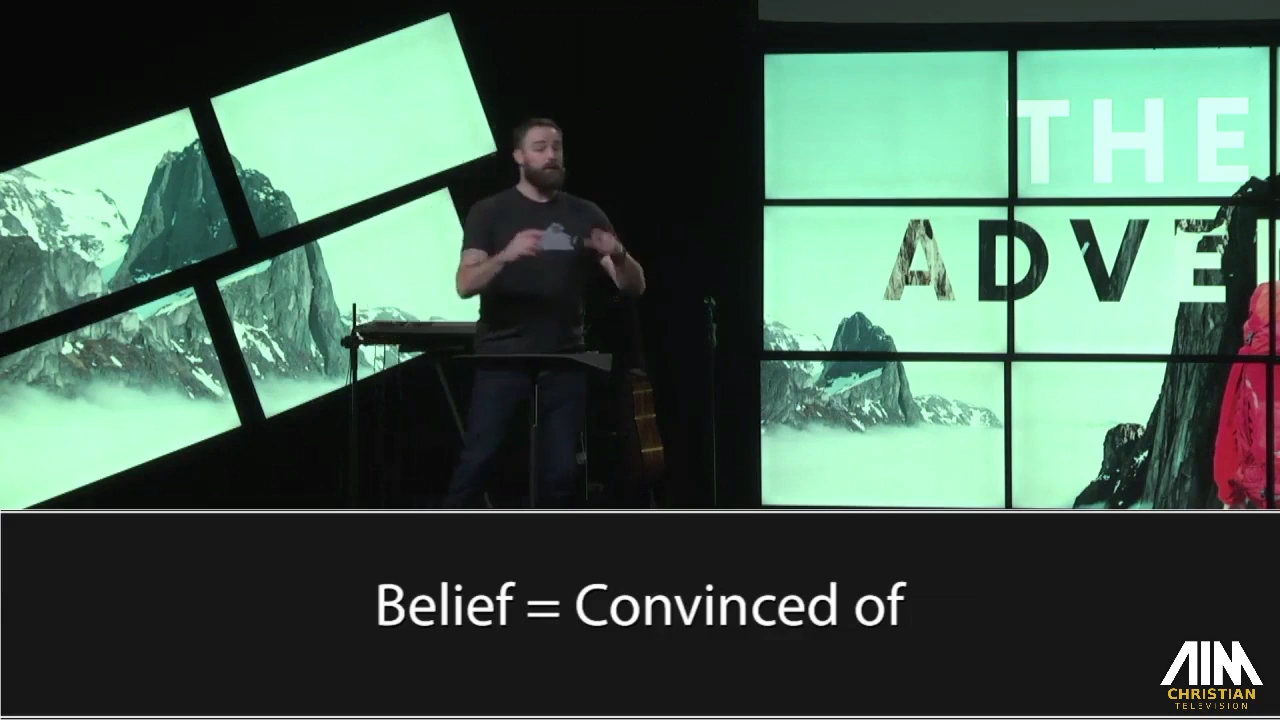 THE
ADVE
Belief = Convinced of
AIM
CHRISTIAN
TELEVISION